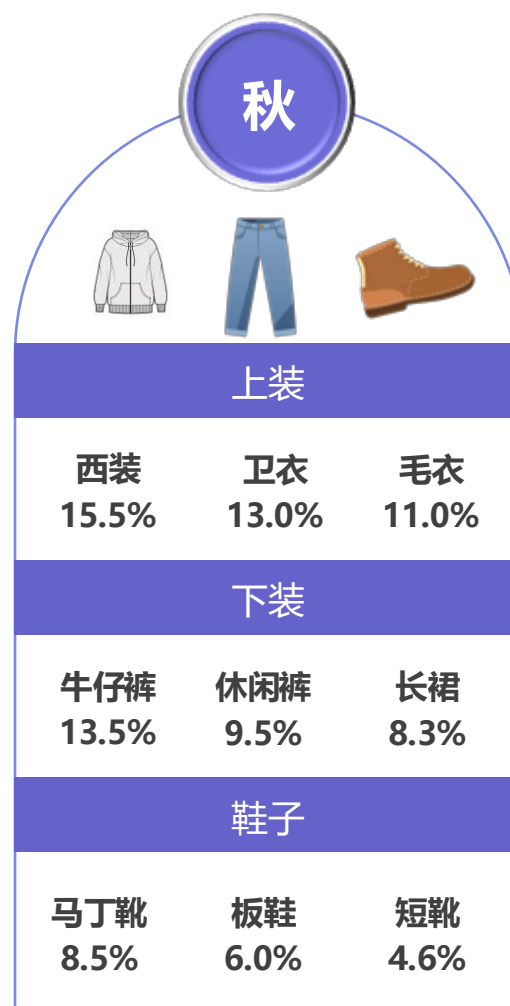 秋
上装
西装 卫衣 毛衣
15.5% 13.0% 11.0%
下装
牛仔裤 休闲裤 长裙
13.5% 9.5% 8.3%
鞋子
马丁靴 板鞋 短靴
8.5% 6.0% 4.6%